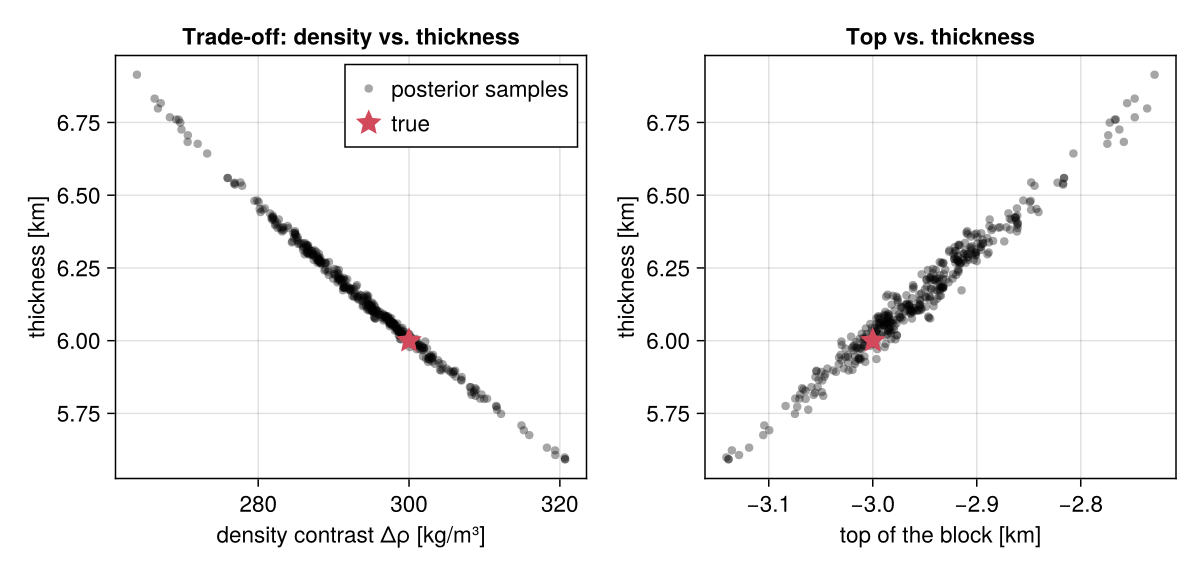 Trade-off: density vs. thickness
thickness [km]
6.75
6.50
6.25
6.00
5.75
posterior samples
true
280
300
320
density contrast Δρ [kg/m³]
Top vs. thickness
thickness [km]
6.75
6.50
6.25
6.00
5.75
−3.1
−3.0
−2.9
−2.8
top of the block [km]